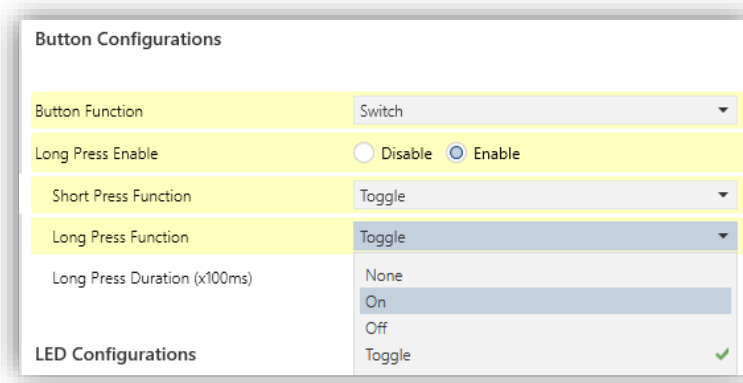 Button Configurations
Button Function Switch
Long Press Enable Disable Enable
Short Press Function Toggle
Long Press Function Toggle
Long Press Duration (x100ms) None
On
Off
LED Configurations Toggle